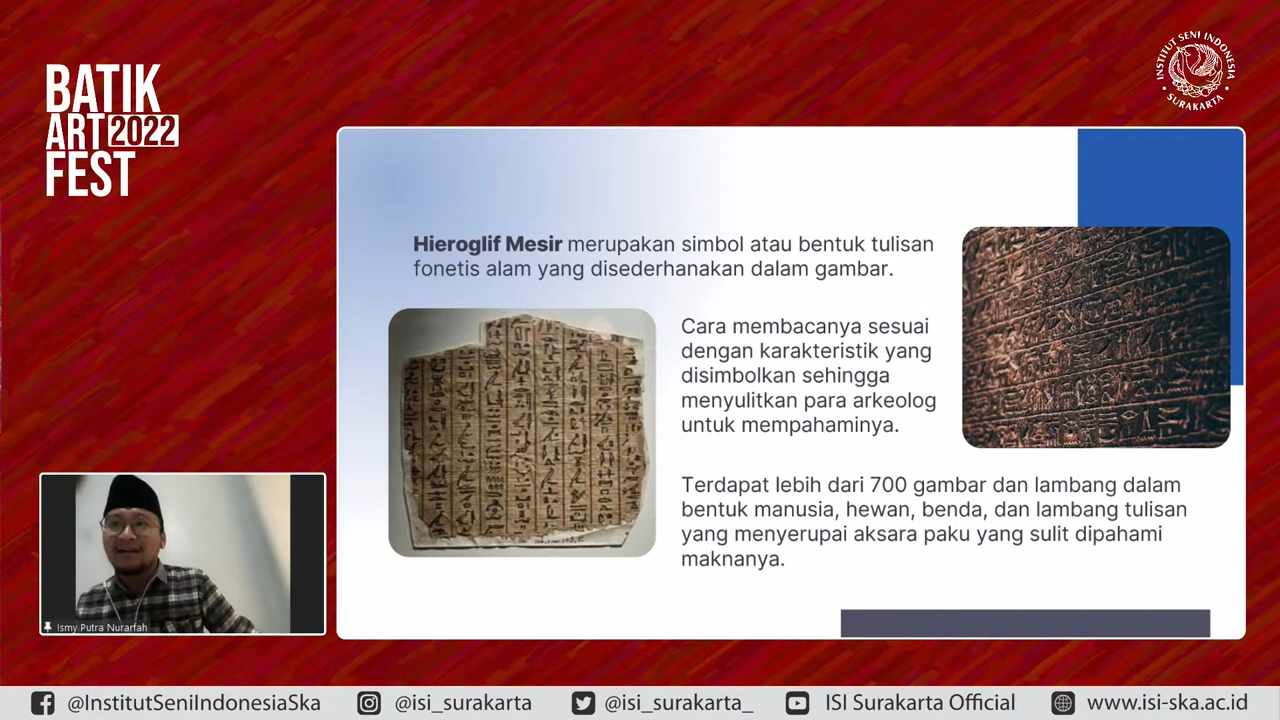 BATIK
ART 2022
FEST
INSTITUT SENI INDONESIA
SURAKARTA
Hieroglif Mesir merupakan simbol atau bentuk tulisan
fonetis alam yang disederhanakan dalam gambar.
Cara membacanya sesuai
dengan karakteristik yang
disimbolkan sehingga
menyulitkan para arkeolog
untuk mempahaminya.
Terdapat lebih dari 700 gambar dan lambang dalam
bentuk manusia, hewan, benda, dan lambang tulisan
yang menyerupai aksara paku yang sulit dipahami
maknanya.
Ismy Putra Nurarfah
@InstitutSeniIndonesiaSka
@isi_surakarta
@isi_surakarta_
ISI Surakarta Official
www.isi-ska.ac.id